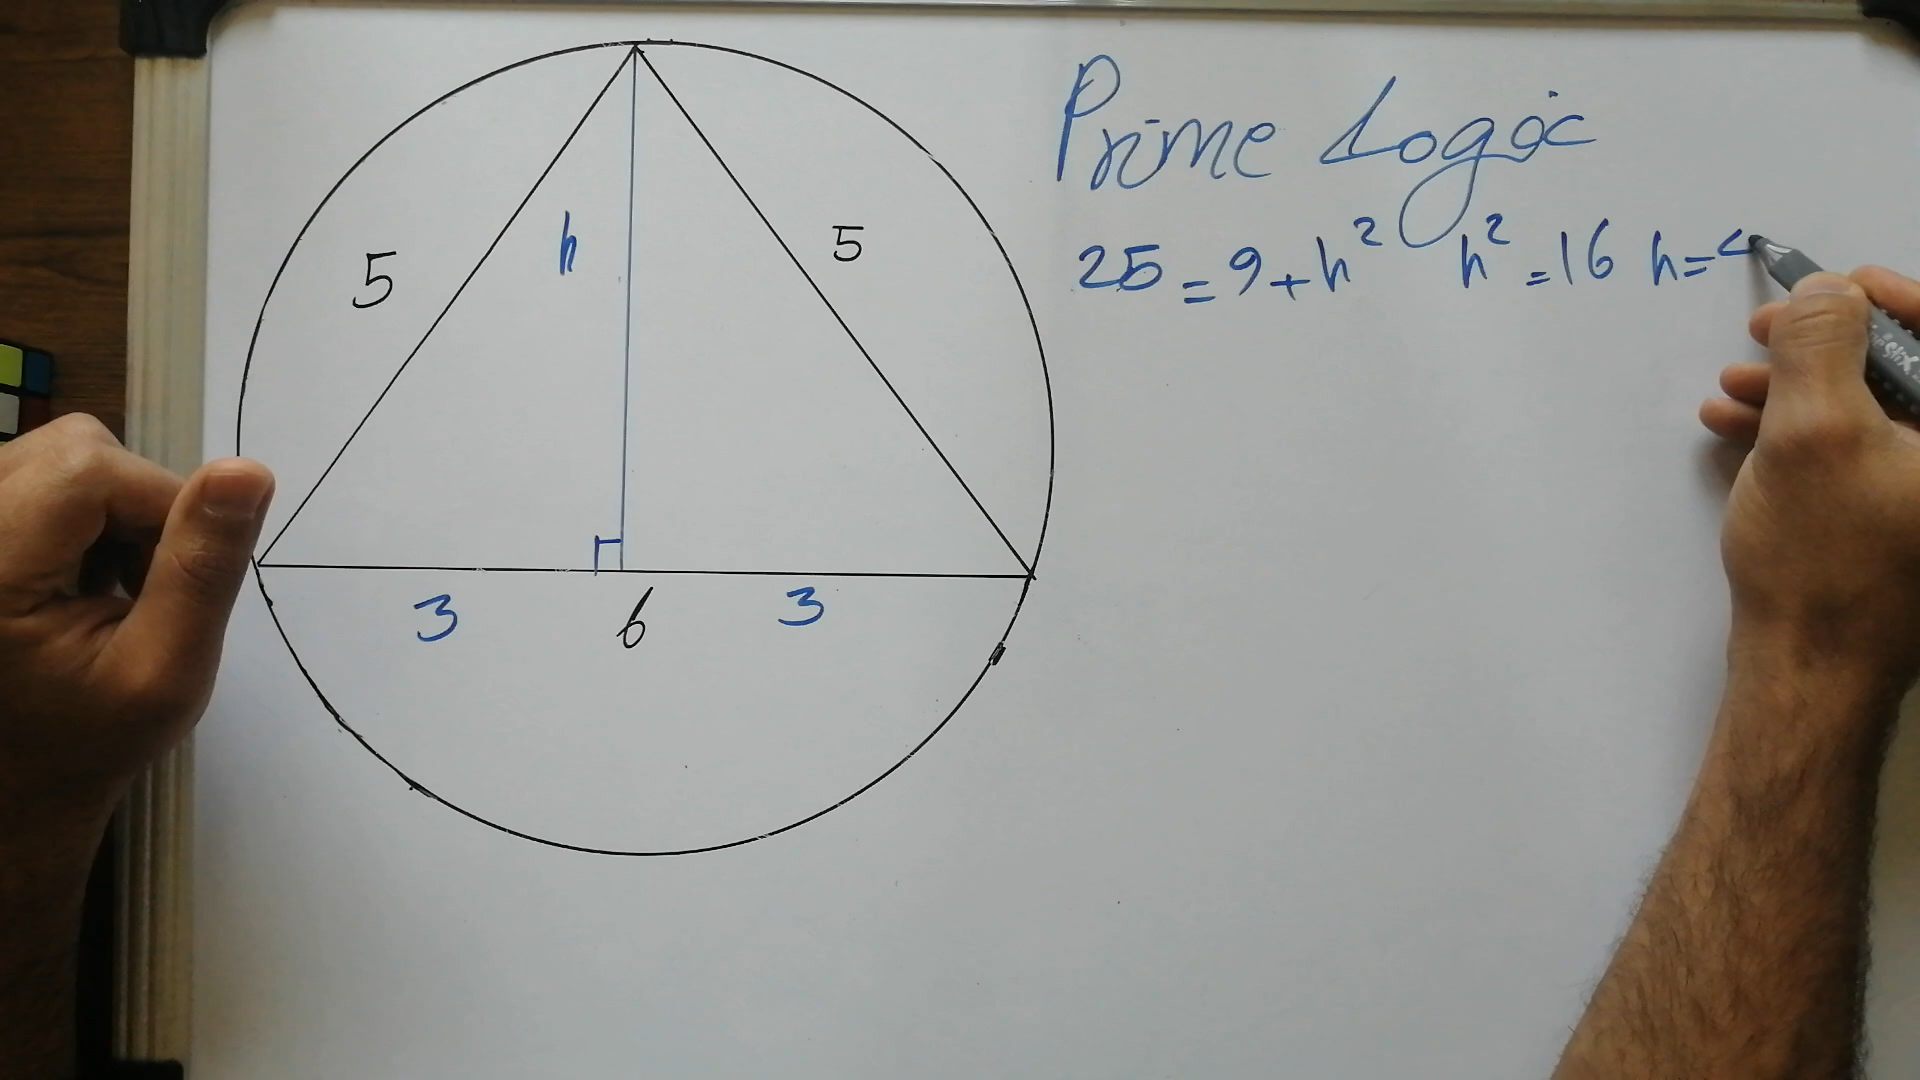 Prime Logic
25 = 9 + h² h² = 16 h = 4
5
h
5
3
6
3